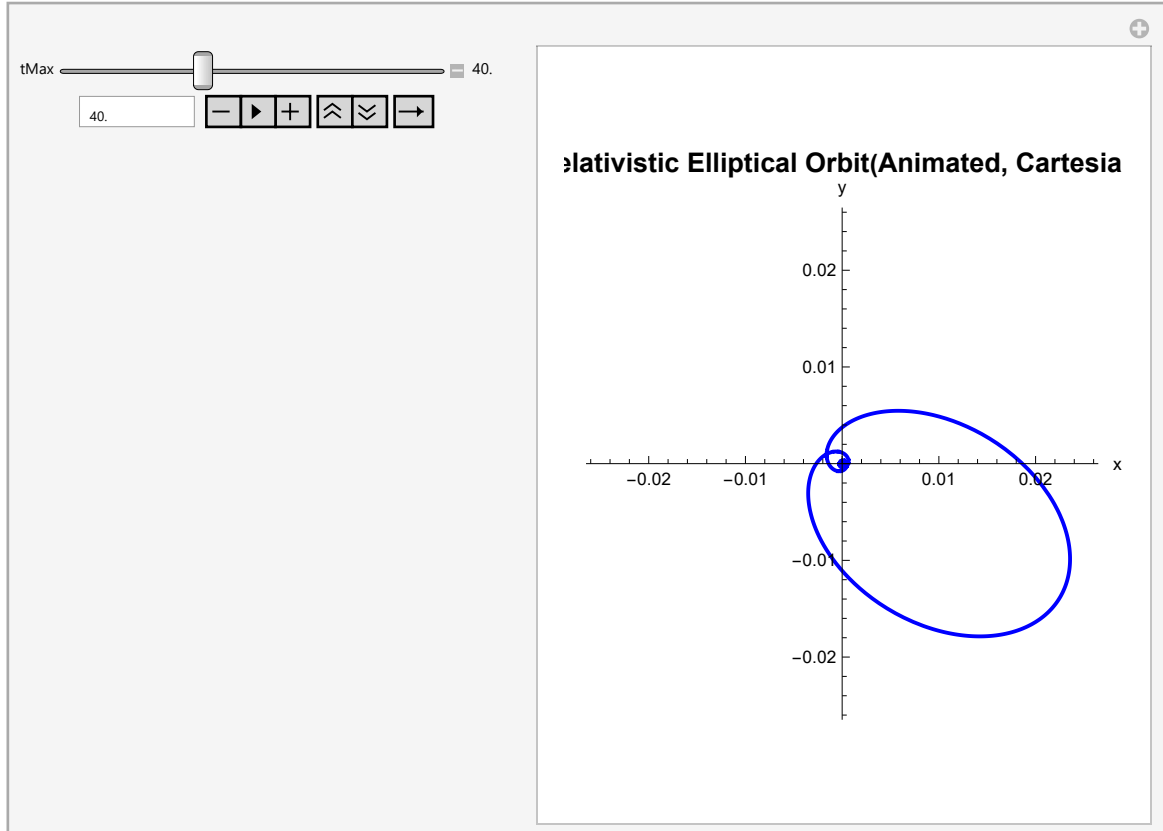 tMax 40.
40.
elativistic Elliptical Orbit(Animated, Cartesia
y
0.02
0.01
x
−0.02 −0.01 0.01 0.02
−0.01
−0.02